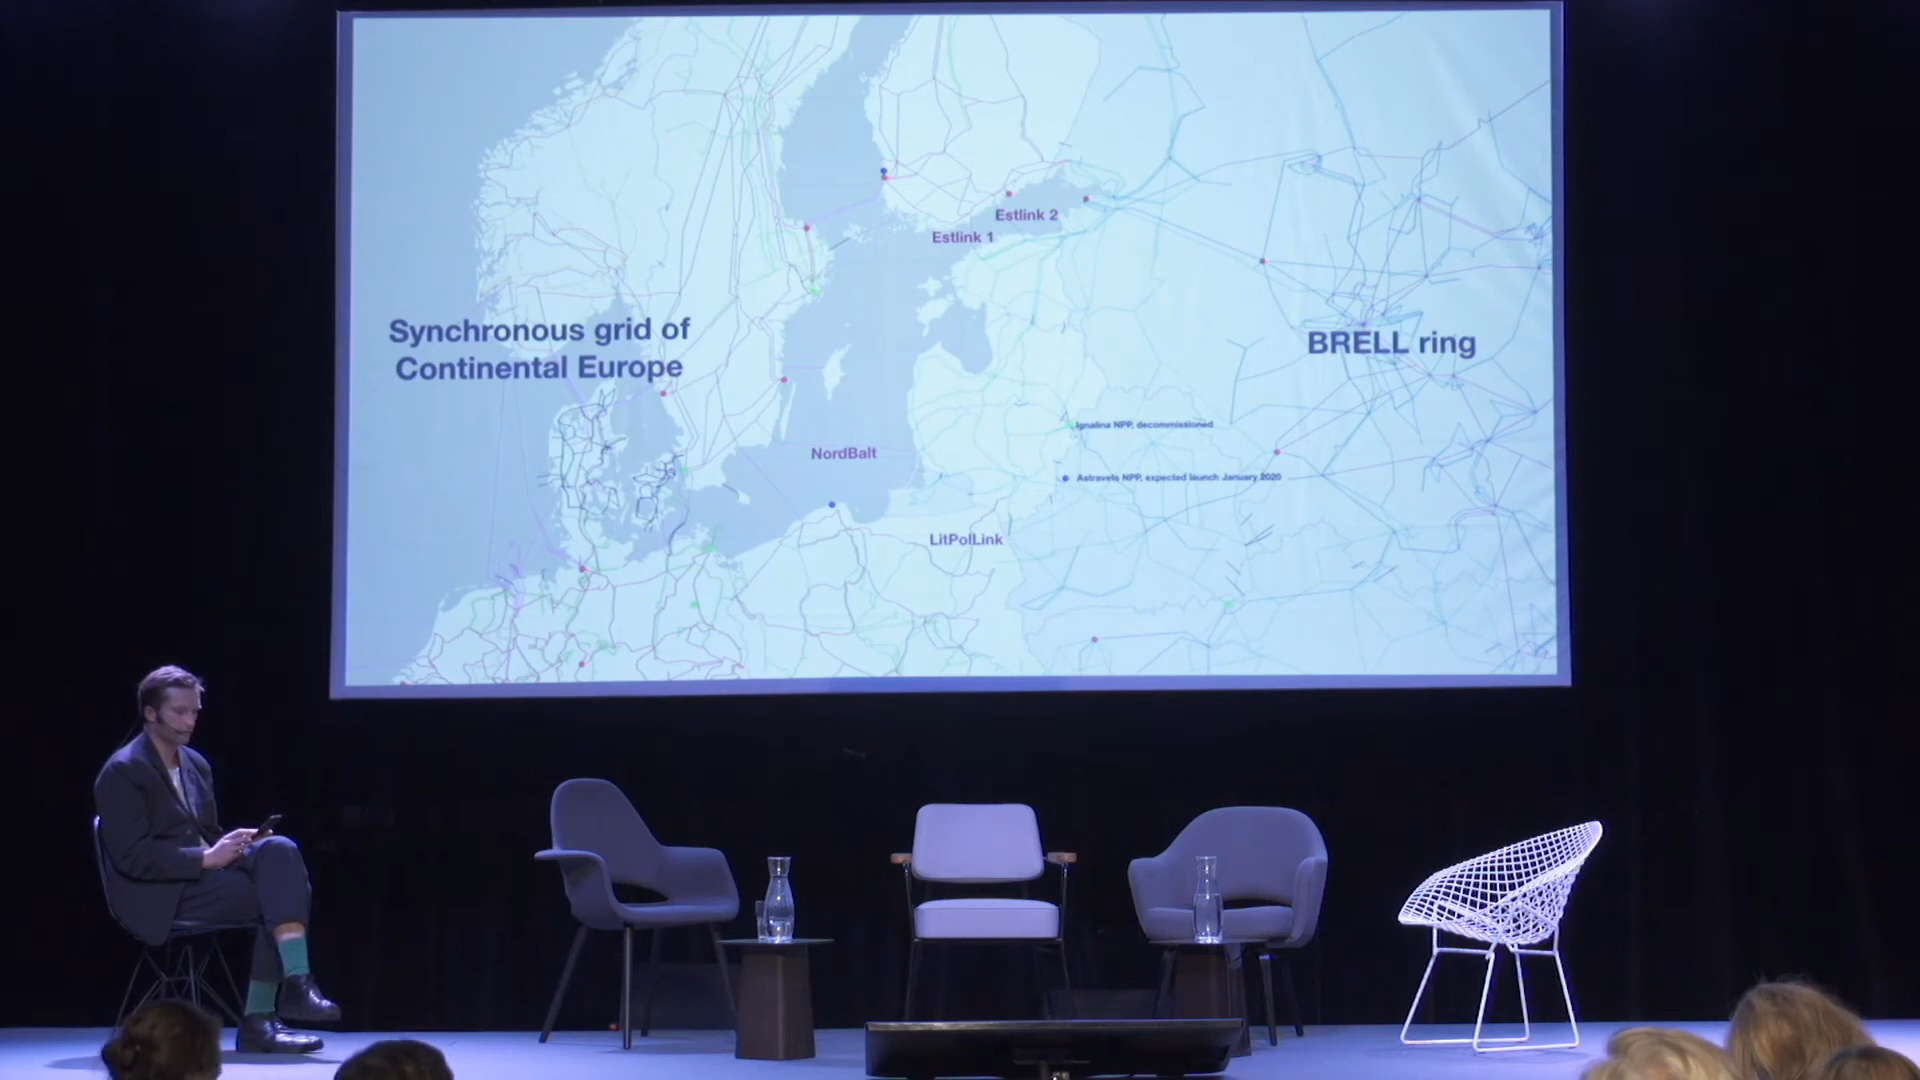 Estlink 2
Estlink 1
Synchronous grid of
Continental Europe
BRELL ring
Ignalina NPP, decommissioned
NordBalt
Astravets NPP, expected launch January 2020
LitPolLink